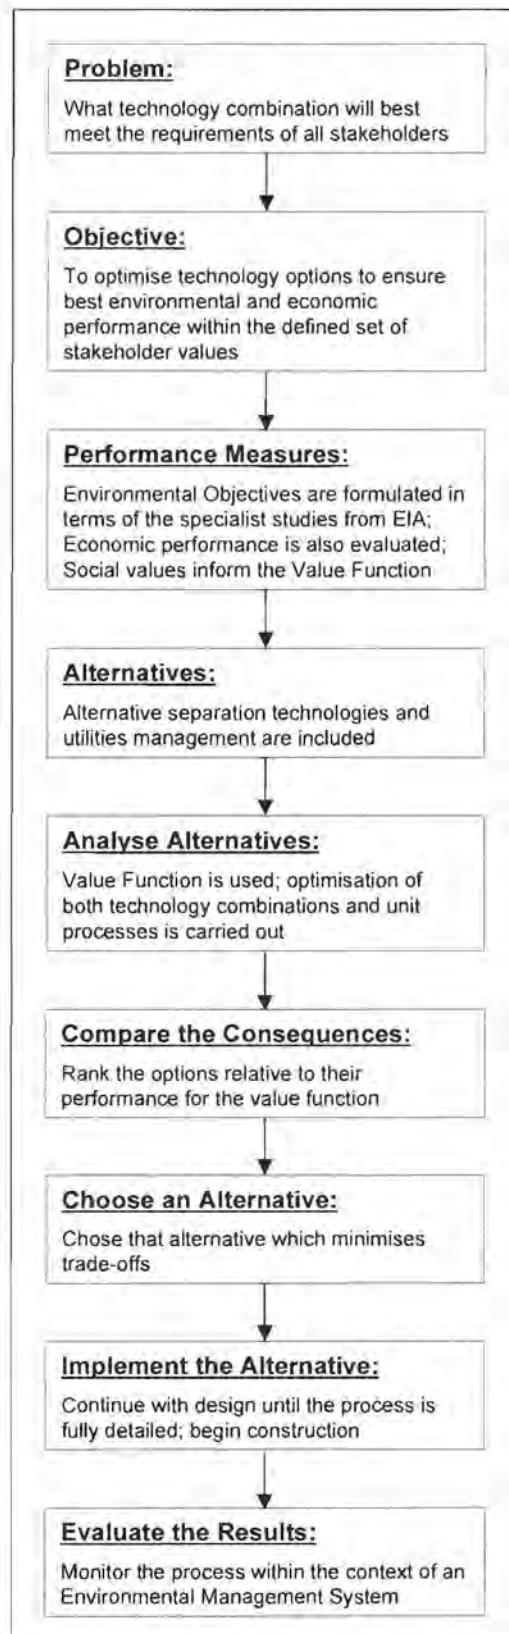 Problem:
What technology combination will best
meet the requirements of all stakeholders
Objective:
To optimise technology options to ensure
best environmental and economic
performance within the defined set of
stakeholder values
Performance Measures:
Environmental Objectives are formulated in
terms of the specialist studies from EIA;
Economic performance is also evaluated;
Social values inform the Value Function
Alternatives:
Alternative separation technologies and
utilities management are included
Analyse Alternatives:
Value Function is used; optimisation of
both technology combinations and unit
processes is carried out
Compare the Consequences:
Rank the options relative to their
performance for the value function
Choose an Alternative:
Chose that alternative which minimises
trade-offs
Implement the Alternative:
Continue with design until the process is
fully detailed; begin construction
Evaluate the Results:
Monitor the process within the context of an
Environmental Management System